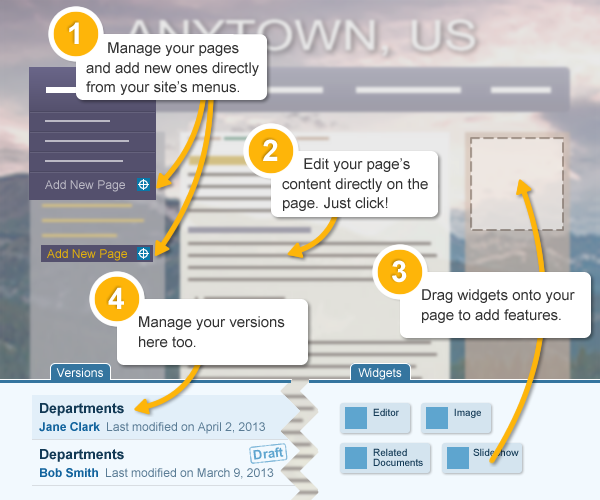 ANYTOWN, US
1
Manage your pages
and add new ones directly
from your site's menus.
Add New Page
Add New Page
2
Edit your page's
content directly on the
page. Just click!
3
Drag widgets onto your
page to add features.
4
Manage your versions
here too.
Versions
Departments
Jane Clark Last modified on April 2, 2013
Departments
Draft
Bob Smith Last modified on March 9, 2013
Widgets
Editor
Image
Related
Documents
Slideshow